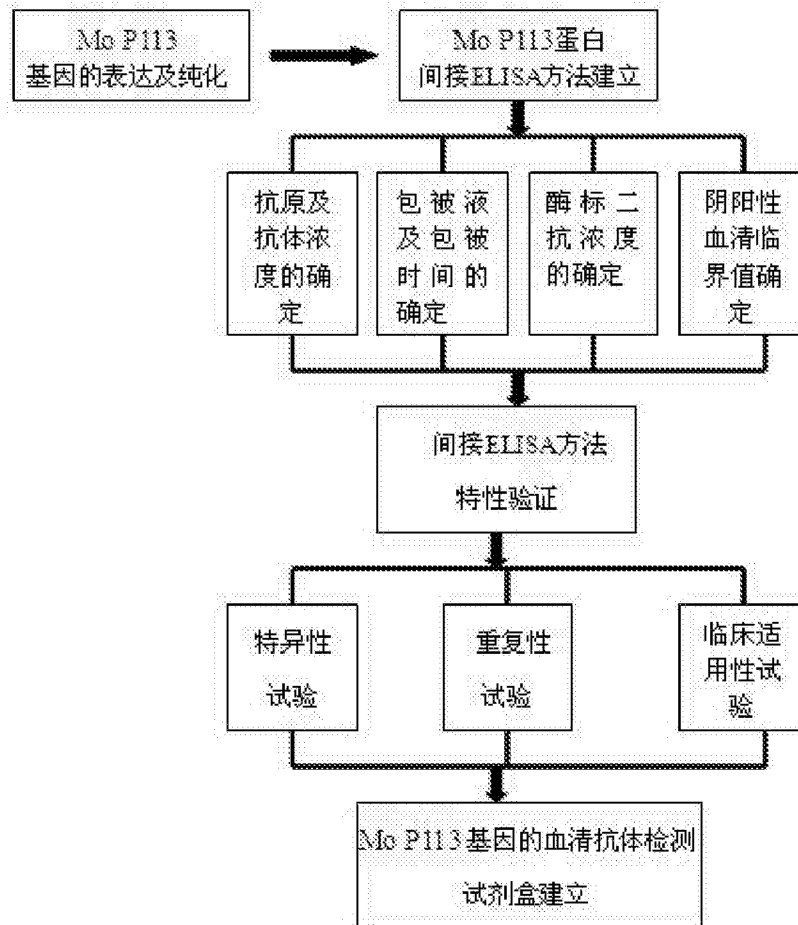 Mo P113
基因的表达及纯化
Mo P113蛋白
间接ELISA方法建立
抗原及
抗体浓
度的确
定
包被液
及包被
时间的
确定
酶标二
抗浓度
的确定
阴阳性
血清临
界值确
定
间接ELISA方法
特性验证
特异性
试验
重复性
试验
临床适
用性试
验
Mo P113基因的血清抗体检测
试剂盒建立